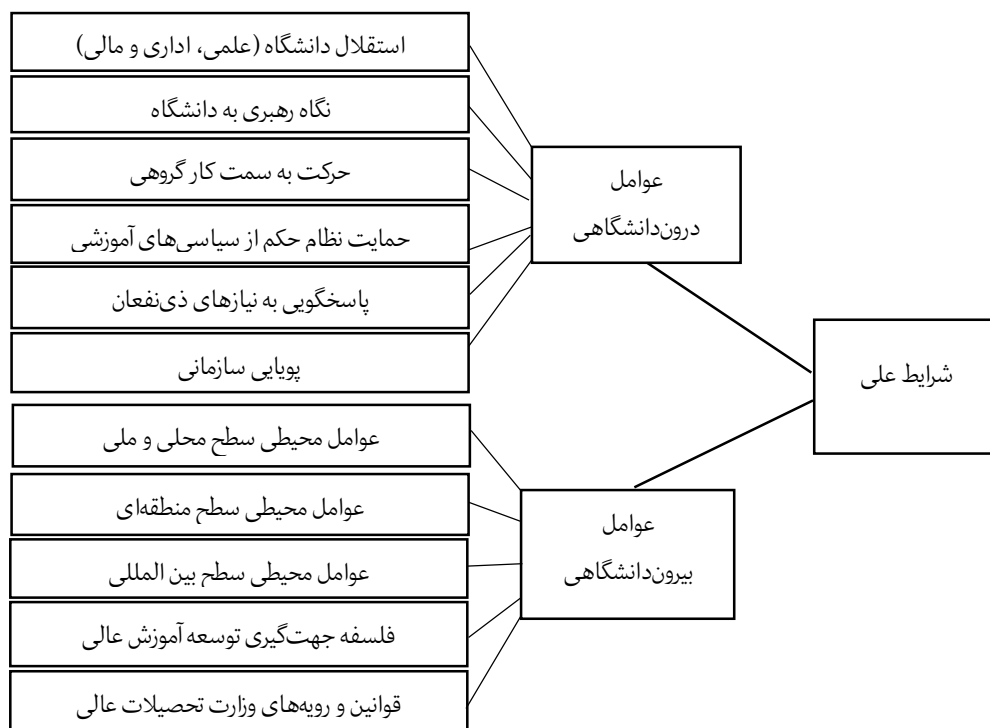 شرایط علی
عوامل
درون‌دانشگاهی
استقلال دانشگاه (علمی، اداری و مالی)
نگاه رهبری به دانشگاه
حرکت به سمت کار گروهی
حمایت نظام حکم از سیاسی‌های آموزشی
پاسخگویی به نیازهای ذی‌نفعان
پویایی سازمانی
عوامل
بیرون‌دانشگاهی
عوامل محیطی سطح محلی و ملی
عوامل محیطی سطح منطقه‌ای
عوامل محیطی سطح بین المللی
فلسفه جهت‌گیری توسعه آموزش عالی
قوانین و رویه‌های وزارت تحصیلات عالی